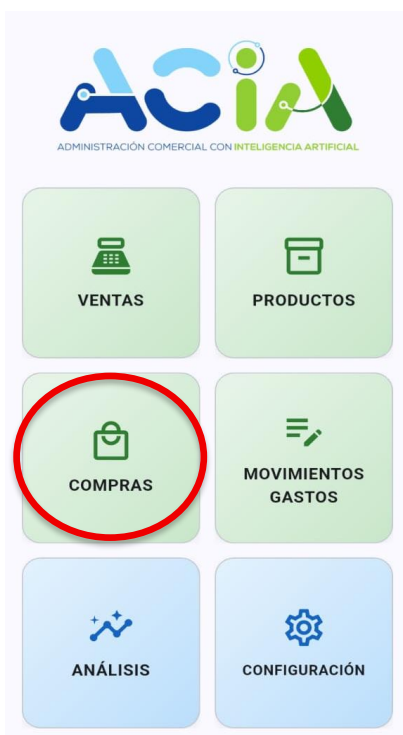 ACiA
ADMINISTRACIÓN COMERCIAL CON INTELIGENCIA ARTIFICIAL
VENTAS
PRODUCTOS
COMPRAS
MOVIMIENTOS
GASTOS
ANÁLISIS
CONFIGURACIÓN